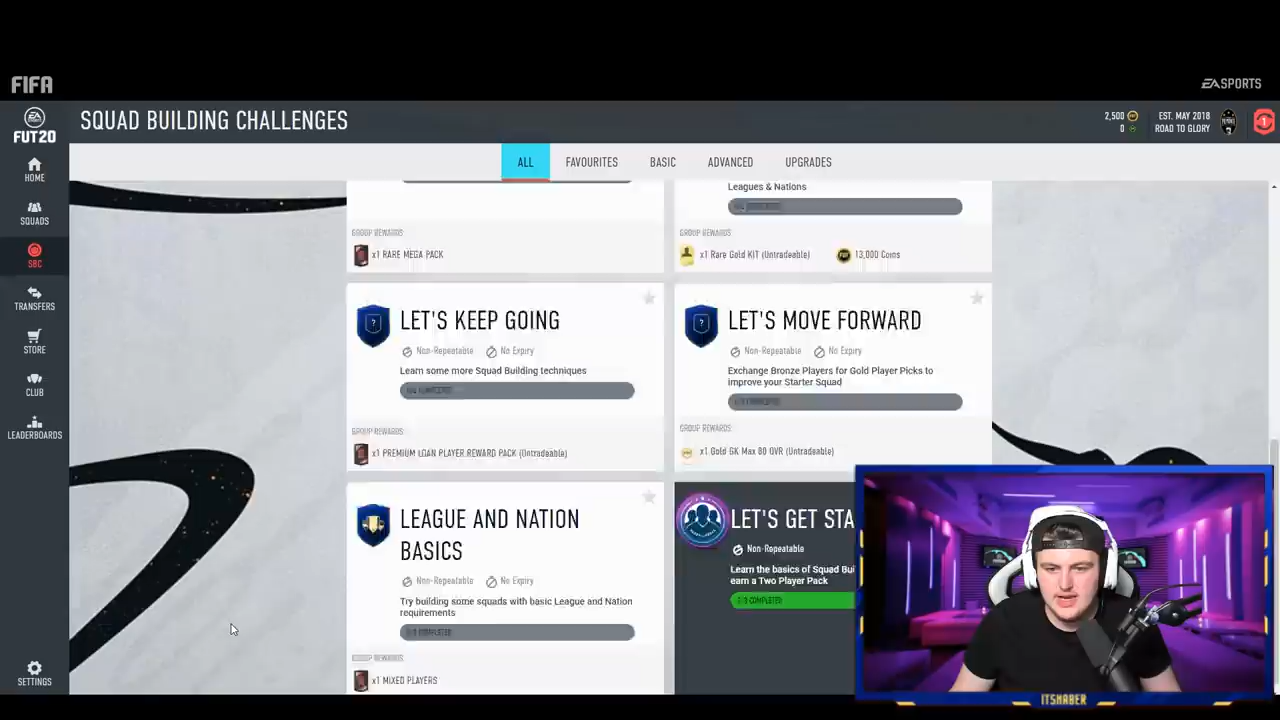 FIFA
EA SPORTS
EA
FUT20
SQUAD BUILDING CHALLENGES
2,500
0
EST. MAY 2018
ROAD TO GLORY
1
ALL
FAVOURITES
BASIC
ADVANCED
UPGRADES
HOME
SQUADS
SBC
TRANSFERS
STORE
CLUB
LEADERBOARDS
SETTINGS
GROUP REWARDS
x1 RARE MEGA PACK
Leagues & Nations
GROUP REWARDS
x1 Rare Gold KIT (Untradeable)
13,000 Coins
LET'S KEEP GOING
Non-Repeatable
No Expiry
Learn some more Squad Building techniques
COMPLETED
GROUP REWARDS
x1 PREMIUM LOAN PLAYER REWARD PACK (Untradeable)
LET'S MOVE FORWARD
Non-Repeatable
No Expiry
Exchange Bronze Players for Gold Player Picks to
improve your Starter Squad
COMPLETED
GROUP REWARDS
x1 Gold GK Max 80 OVR (Untradeable)
LEAGUE AND NATION
BASICS
Non-Repeatable
No Expiry
Try building some squads with basic League and Nation
requirements
COMPLETED
GROUP REWARDS
x1 MIXED PLAYERS
LET'S GET STA
Non-Repeatable
Learn the basics of Squad Bui
earn a Two Player Pack
COMPLETED
ITSHABER